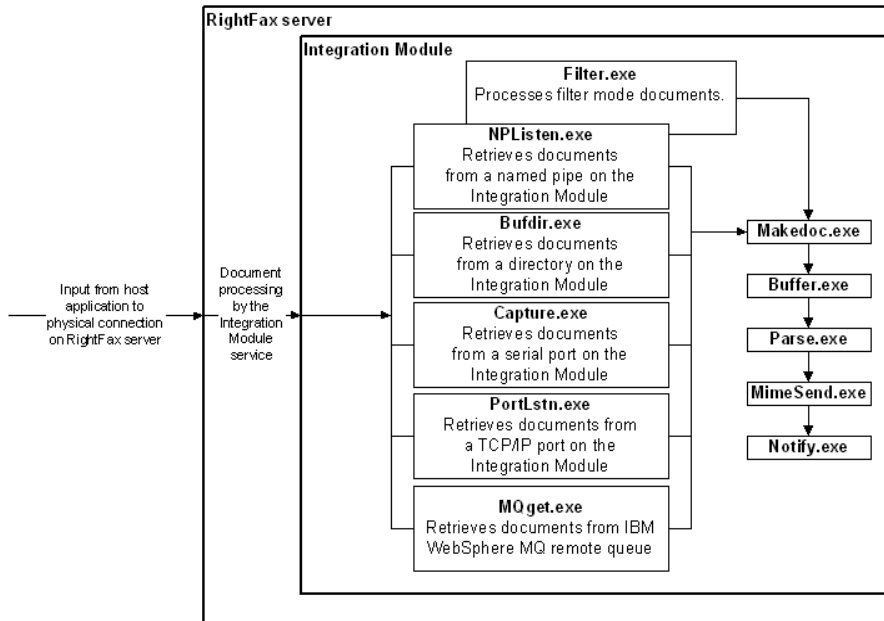 RightFax server
Integration Module
Filter.exe
Processes filter mode documents.
NPListen.exe
Retrieves documents
from a named pipe on the
Integration Module
Bufdir.exe
Retrieves documents
from a directory on the
Integration Module
Capture.exe
Retrieves documents
from a serial port on the
Integration Module
PortLstn.exe
Retrieves documents from
a TCP/IP port on the
Integration Module
MQget.exe
Retrieves documents from IBM
WebSphere MQ remote queue
Input from host
application to
physical connection
on RightFax server
Document
processing
by the
Integration
Module
service
Makedoc.exe
Buffer.exe
Parse.exe
MimeSend.exe
Notify.exe